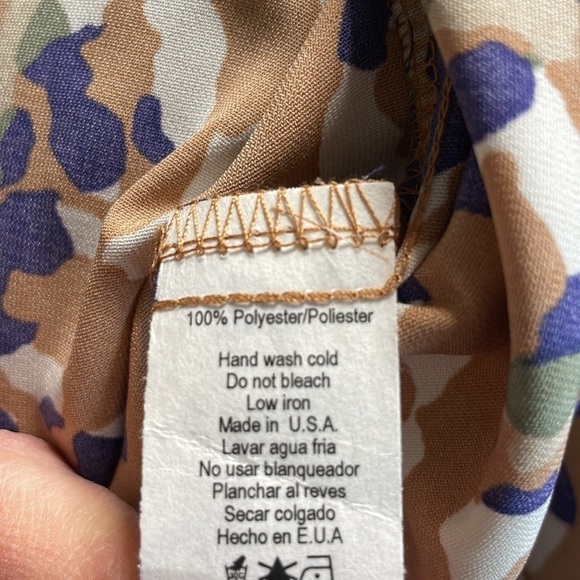 100% Polyester/Poliester
Hand wash cold
Do not bleach
Low iron
Made in U.S.A.
Lavar agua fria
No usar blanqueador
Planchar al reves
Secar colgado
Hecho en E.U.A